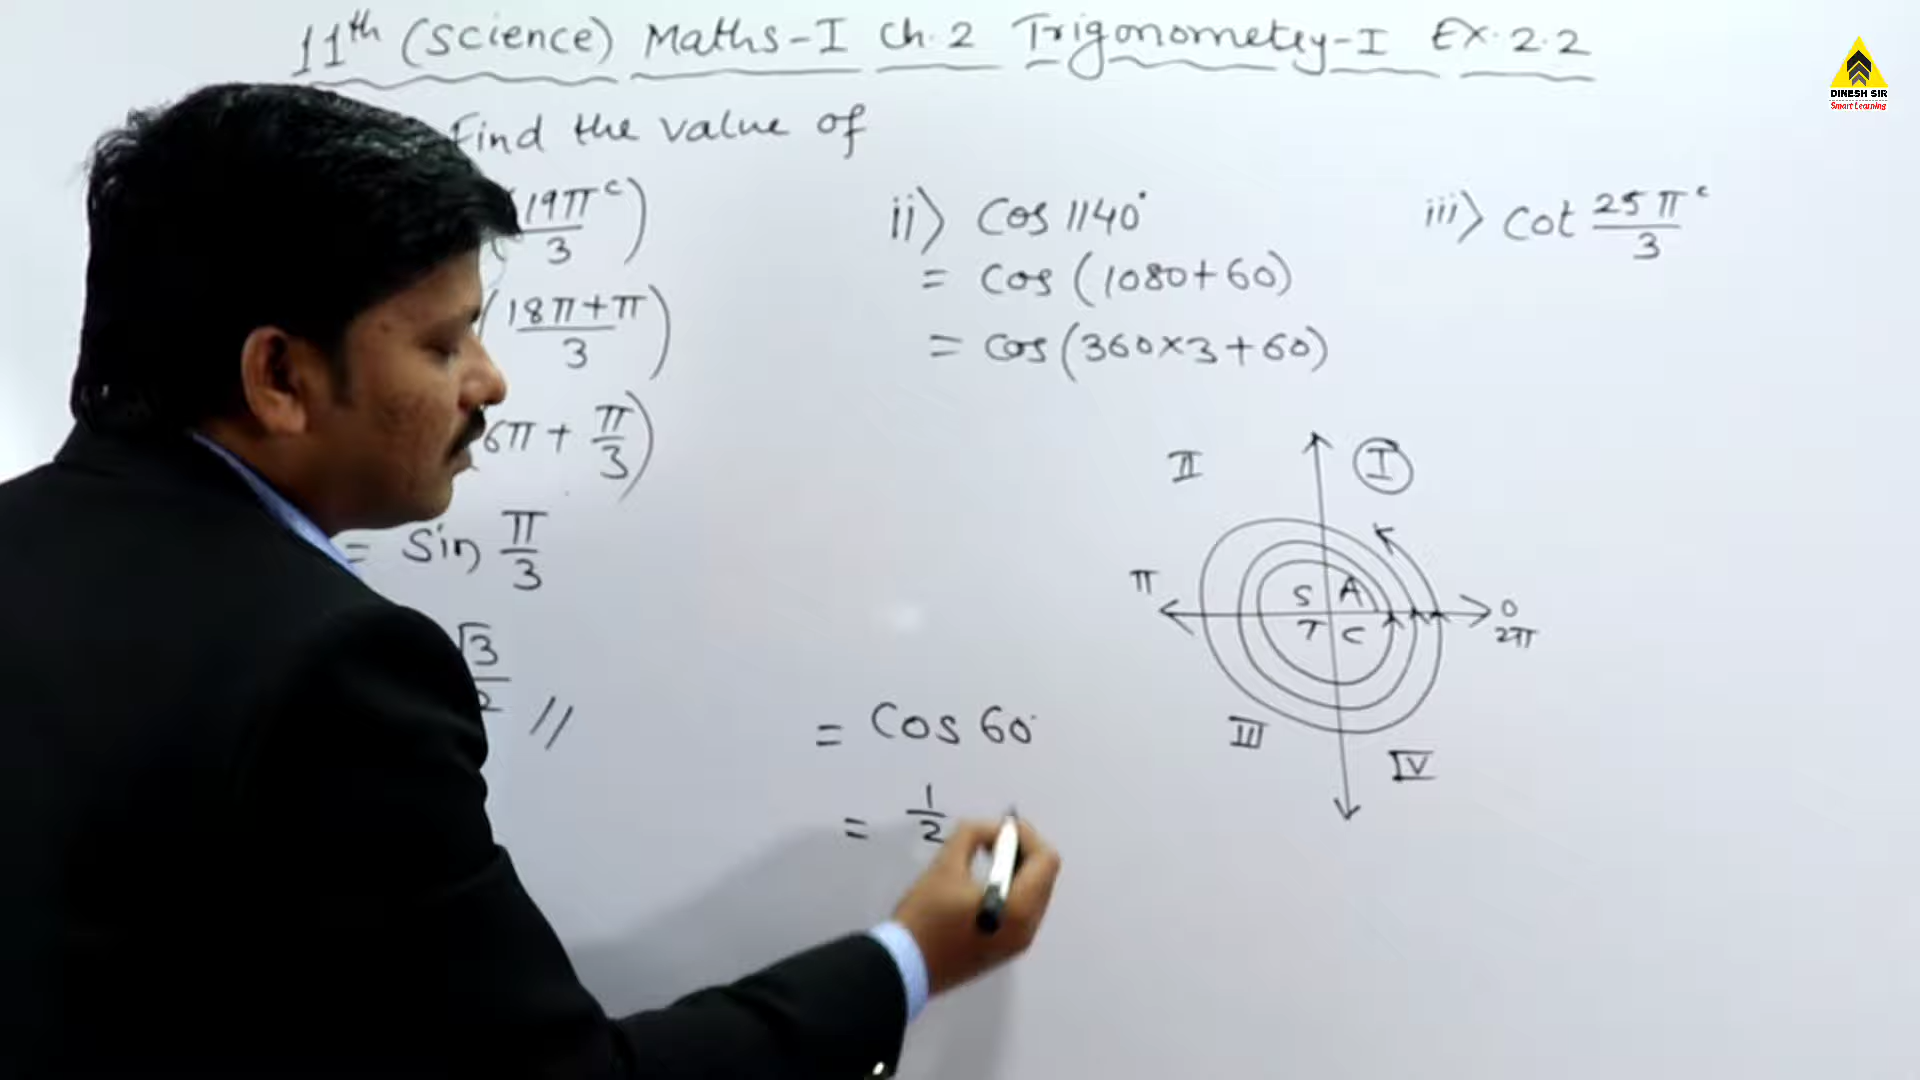 11th (Science) Maths-I Ch.2 Trigonometry-I Ex.2.2
DINESH SIR
Smart Learning
Find the value of
(19πᶜ/3)
(18π+π/3)
6π + π/3)
= Sin π/3
√3/2 //
ii) Cos 1140°
= Cos (1080+60)
= Cos (360×3+60)
= Cos 60°
= 1/2
iii) Cot 25πᶜ/3
II I
S A
π 0
T C 2π
III IV